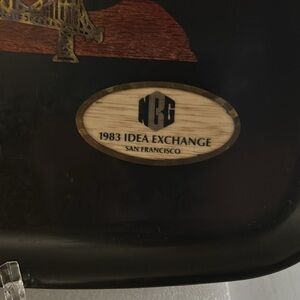 NBG
1983 IDEA EXCHANGE
SAN FRANCISCO